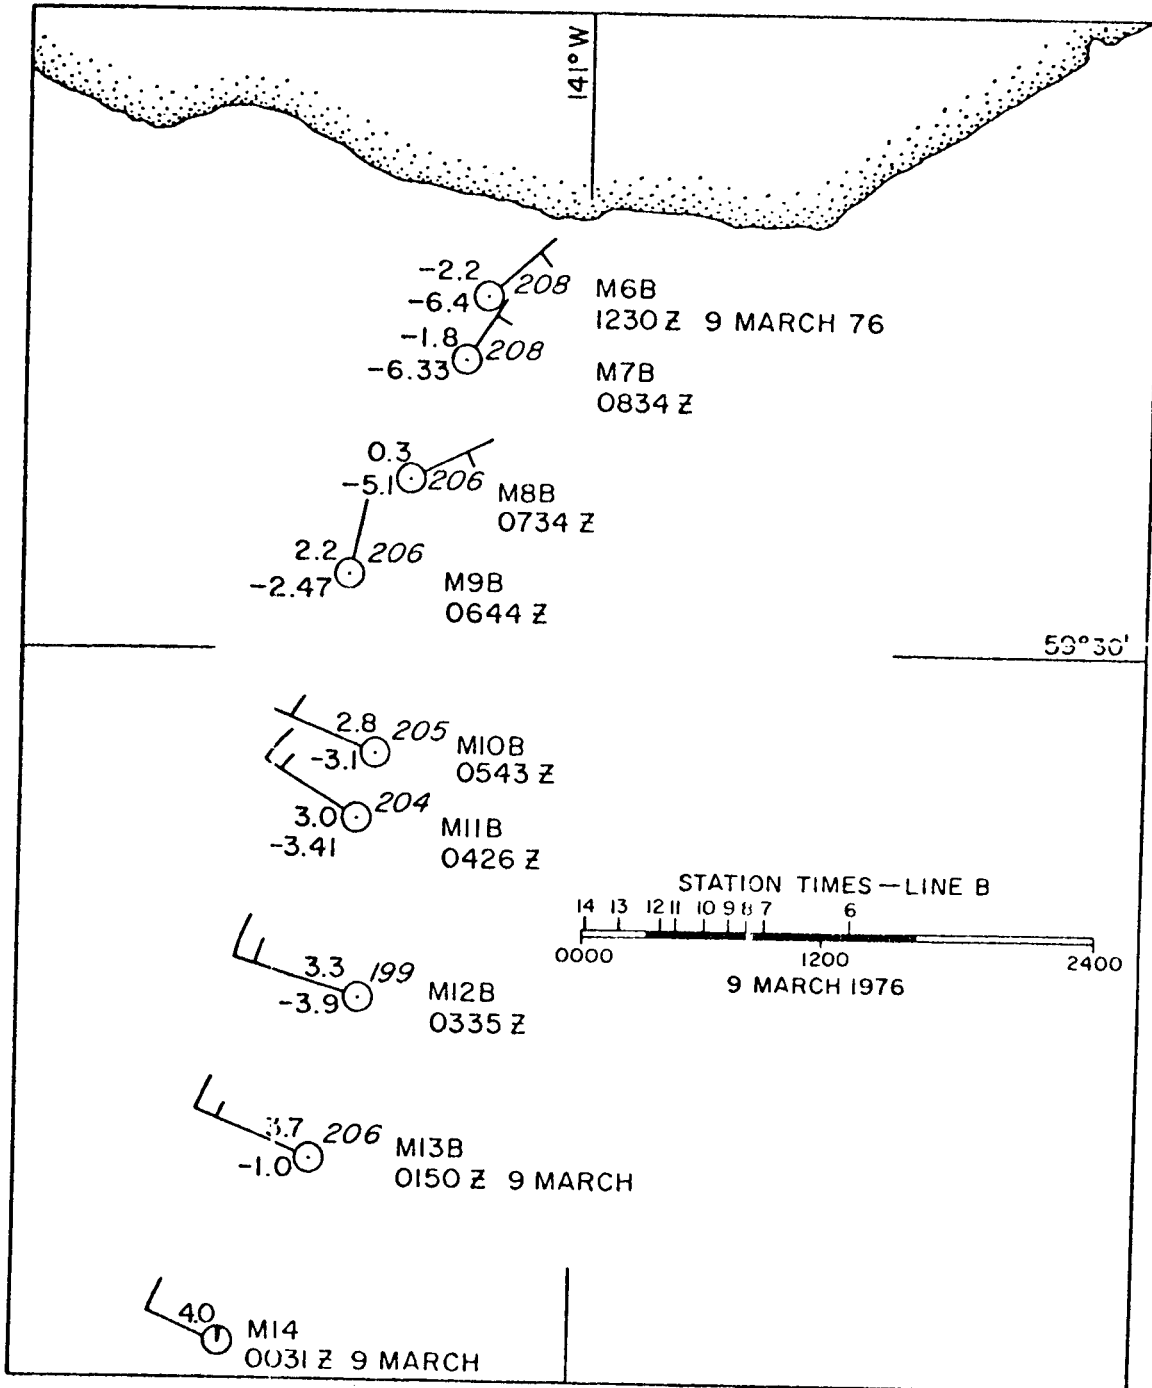 141°W
-2.2
-6.4
208
M6B
1230 Z 9 MARCH 76
-1.8
-6.33
208
M7B
0834 Z
0.3
-5.1
206
M8B
0734 Z
2.2
-2.47
206
M9B
0644 Z
59°30'
2.8
-3.1
205
M10B
0543 Z
3.0
-3.41
204
M11B
0426 Z
STATION TIMES – LINE B
14 13 12 11 10 9 8 7 6
0000 1200 2400
9 MARCH 1976
3.3
-3.9
199
M12B
0335 Z
3.7
-1.0
206
M13B
0150 Z 9 MARCH
4.0
M14
0031 Z 9 MARCH